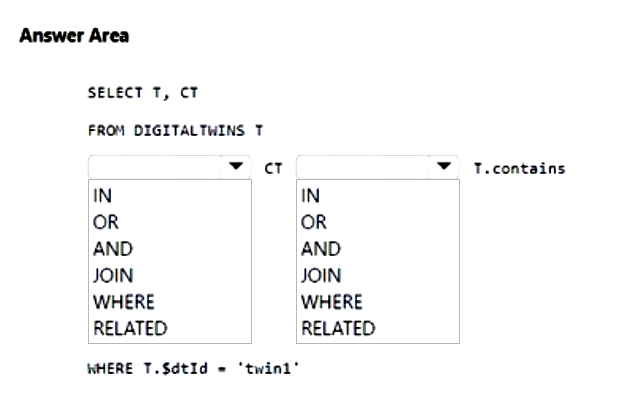 Answer Area
SELECT T, CT
FROM DIGITALTWINS T
CT T.contains
IN IN
OR OR
AND AND
JOIN JOIN
WHERE WHERE
RELATED RELATED
WHERE T.$dtId = 'twin1'